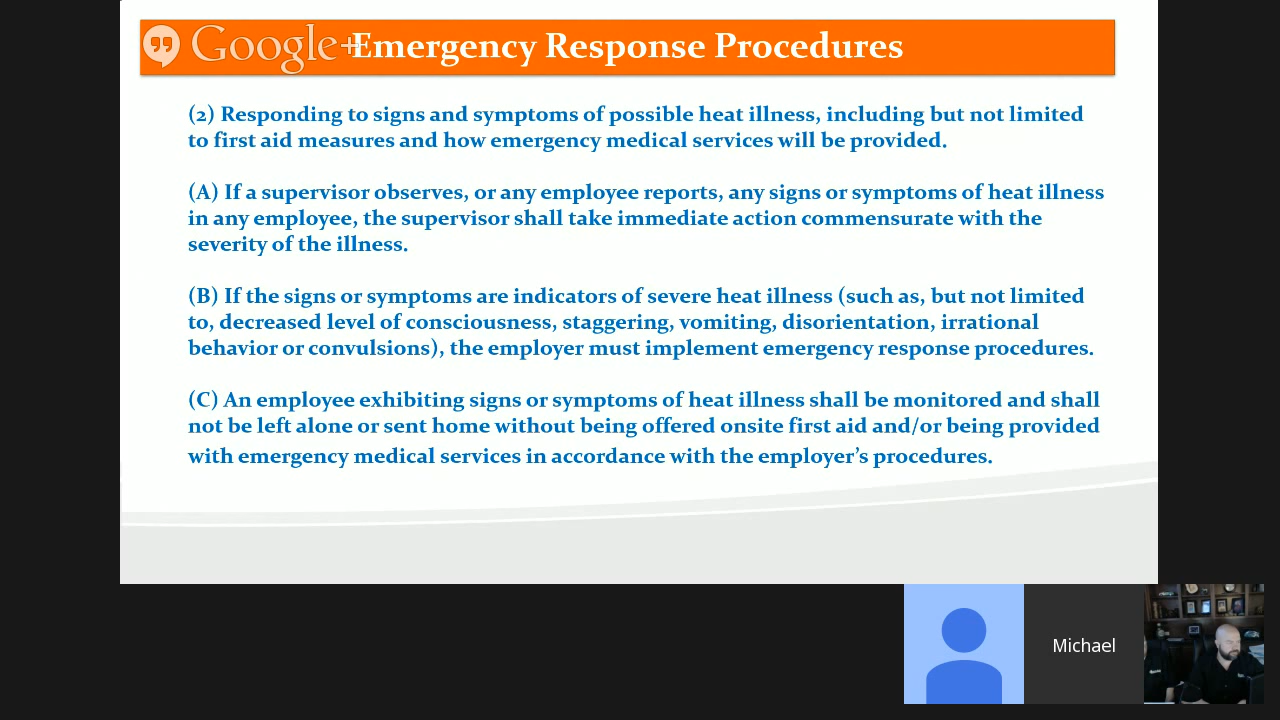 Google+
Emergency Response Procedures
(2) Responding to signs and symptoms of possible heat illness, including but not limited
to first aid measures and how emergency medical services will be provided.
(A) If a supervisor observes, or any employee reports, any signs or symptoms of heat illness
in any employee, the supervisor shall take immediate action commensurate with the
severity of the illness.
(B) If the signs or symptoms are indicators of severe heat illness (such as, but not limited
to, decreased level of consciousness, staggering, vomiting, disorientation, irrational
behavior or convulsions), the employer must implement emergency response procedures.
(C) An employee exhibiting signs or symptoms of heat illness shall be monitored and shall
not be left alone or sent home without being offered onsite first aid and/or being provided
with emergency medical services in accordance with the employer’s procedures.
Michael